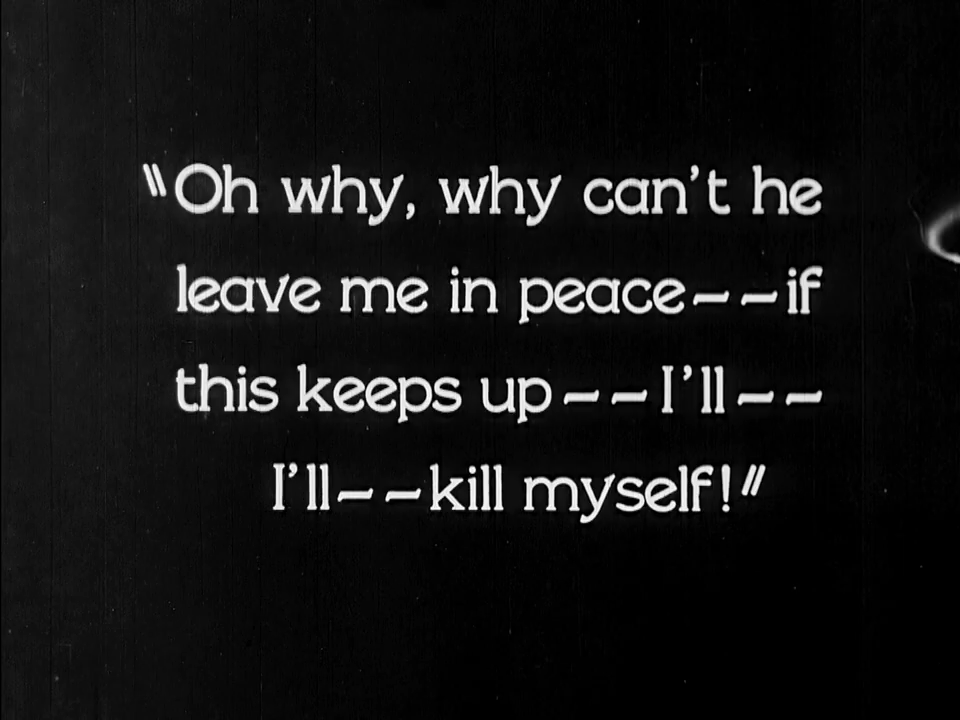 "Oh why, why can't he
leave me in peace––if
this keeps up––I'll––
I'll––kill myself!"